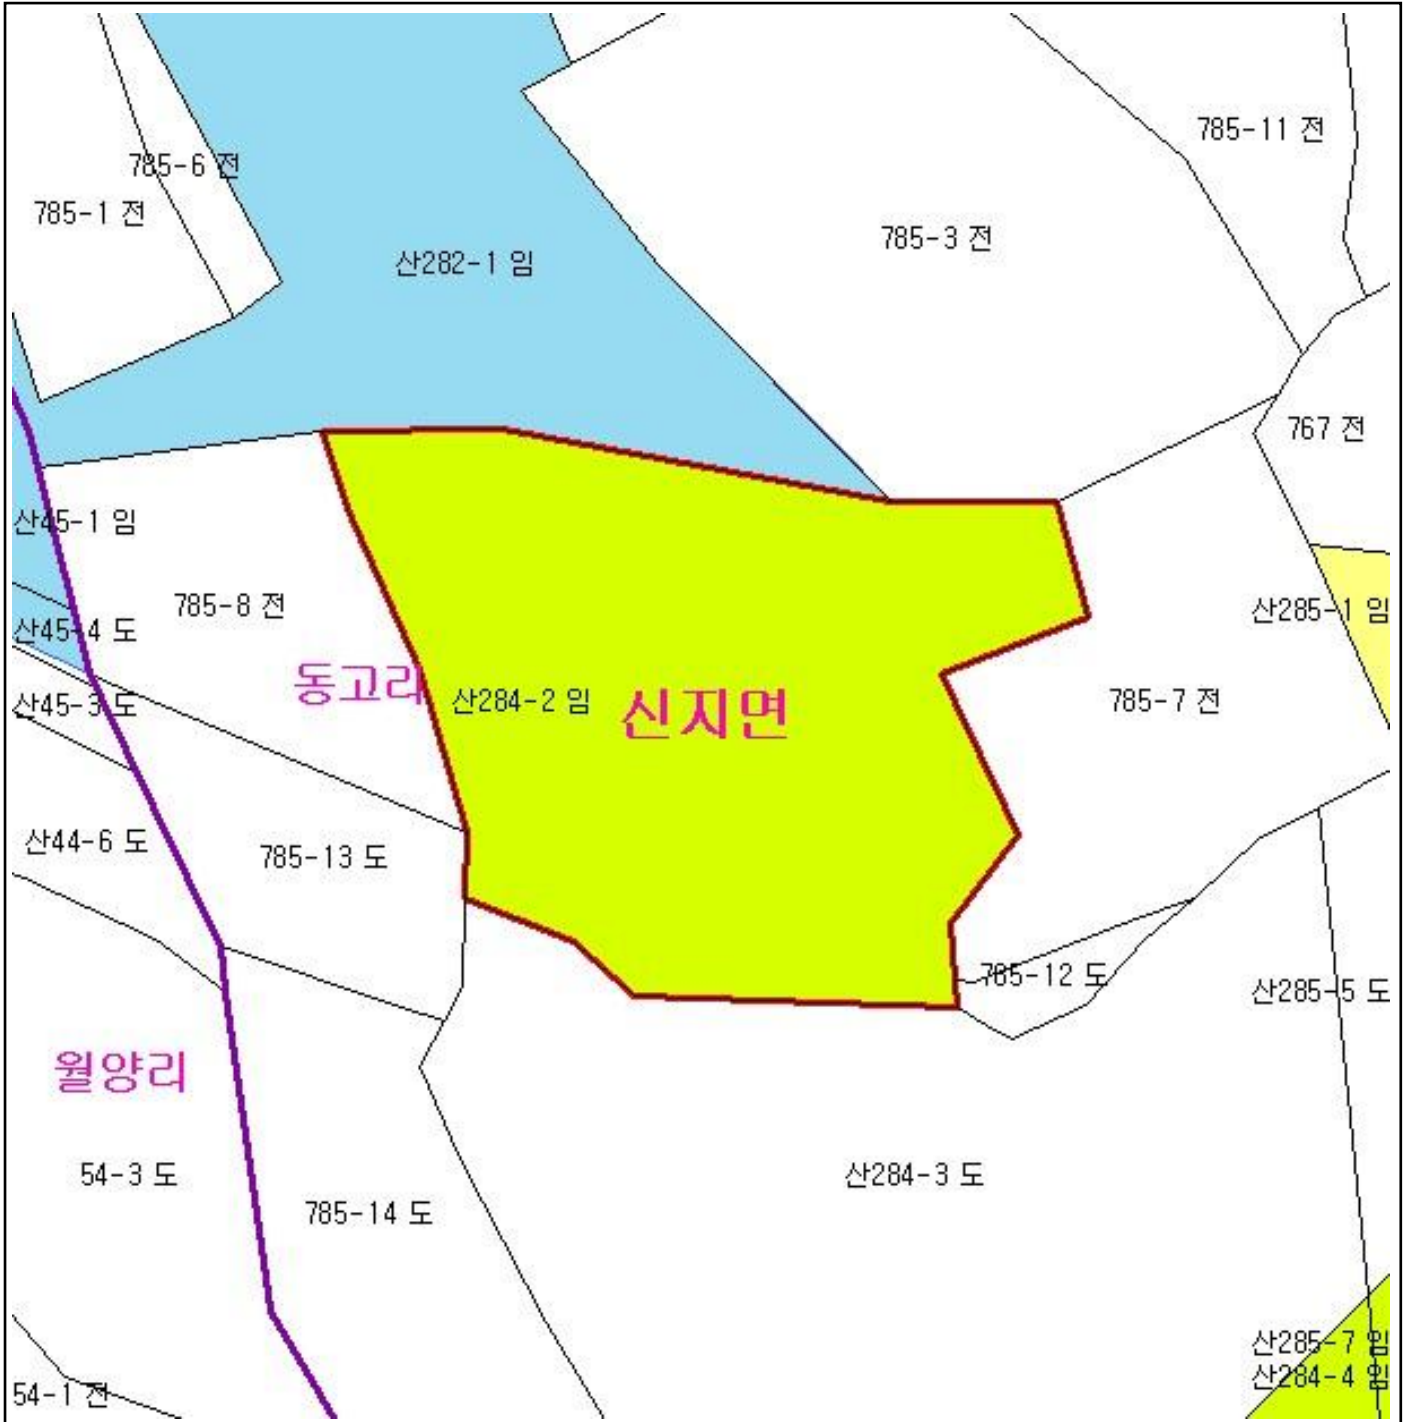 785-11 전
785-6 전
785-1 전
785-3 전
산282-1 임
767 전
산45-1 임
785-8 전
산285-1 임
산45-4 도
동고리
산284-2 임
신지면
785-7 전
산45-3 도
산44-6 도
785-13 도
785-12 도
산285-5 도
월양리
54-3 도
산284-3 도
785-14 도
산285-7 임
산284-4 임
54-1 전